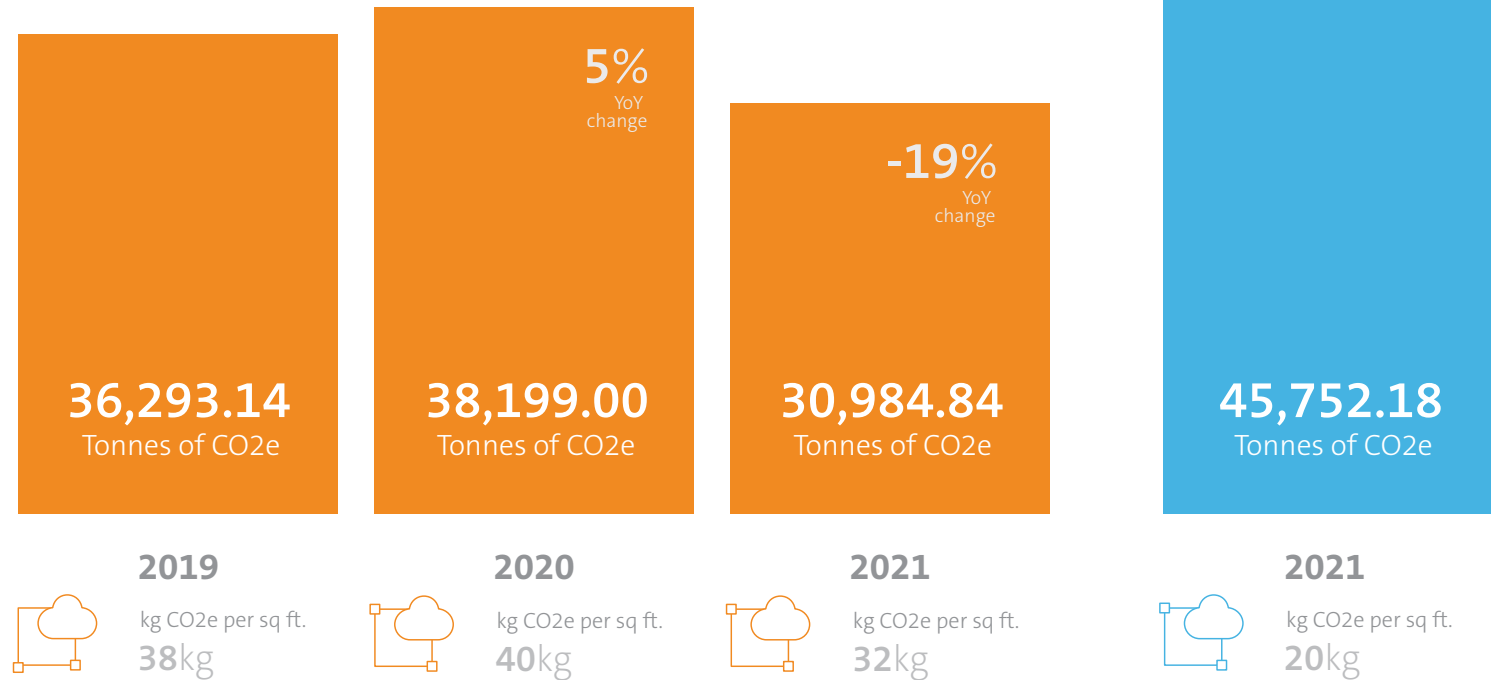 5%
YoY
change
-19%
YoY
change
36,293.14
Tonnes of CO2e
38,199.00
Tonnes of CO2e
30,984.84
Tonnes of CO2e
45,752.18
Tonnes of CO2e
2019
kg CO2e per sq ft.
38kg
2020
kg CO2e per sq ft.
40kg
2021
kg CO2e per sq ft.
32kg
2021
kg CO2e per sq ft.
20kg